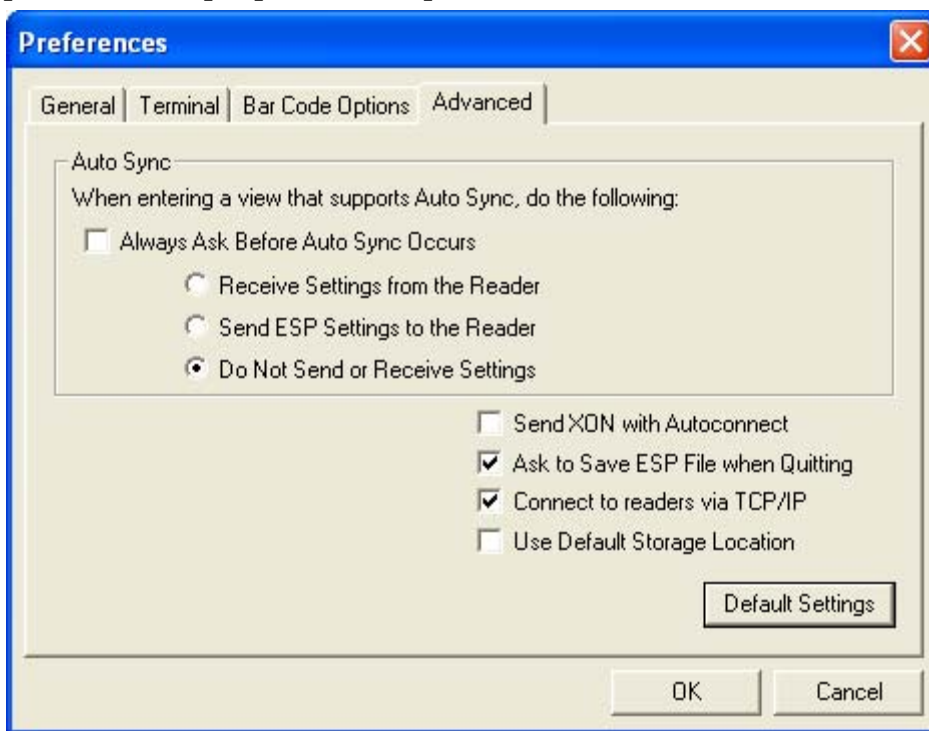 Preferences
General Terminal Bar Code Options Advanced
Auto Sync
When entering a view that supports Auto Sync, do the following:
Always Ask Before Auto Sync Occurs
Receive Settings from the Reader
Send ESP Settings to the Reader
Do Not Send or Receive Settings
Send XON with Autoconnect
Ask to Save ESP File when Quitting
Connect to readers via TCP/IP
Use Default Storage Location
Default Settings
OK Cancel